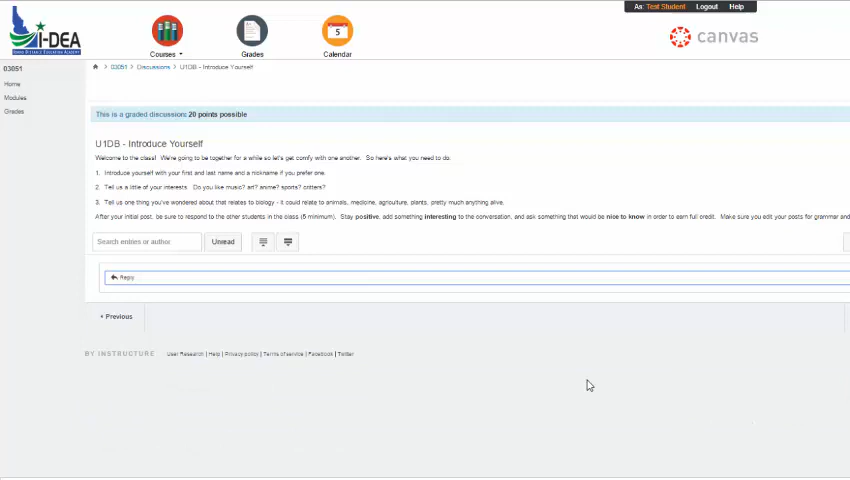 As: Test Student Logout Help
I-DEA
IDAHO DISTANCE EDUCATION ACADEMY
Courses
Grades
5
Calendar
canvas
03051
Home
Modules
Grades
03051 > Discussions > U1DB - Introduce Yourself
This is a graded discussion: 20 points possible
U1DB - Introduce Yourself
Welcome to the class! We're going to be together for a while so let's get comfy with one another. So here's what you need to do.
1. Introduce yourself with your first and last name and a nickname if you prefer one.
2. Tell us a little of your interests. Do you like music? art? anime? sports? critters?
3. Tell us one thing you've wondered about that relates to biology - it could relate to animals, medicine, agriculture, plants, pretty much anything alive.
After your initial post, be sure to respond to the other students in the class (5 minimum). Stay positive, add something interesting to the conversation, and ask something that would be nice to know in order to earn full credit. Make sure you edit your posts for grammar and
Search entries or author
Unread
Reply
Previous
BY INSTRUCTURE
User Research | Help | Privacy policy | Terms of service | Facebook | Twitter